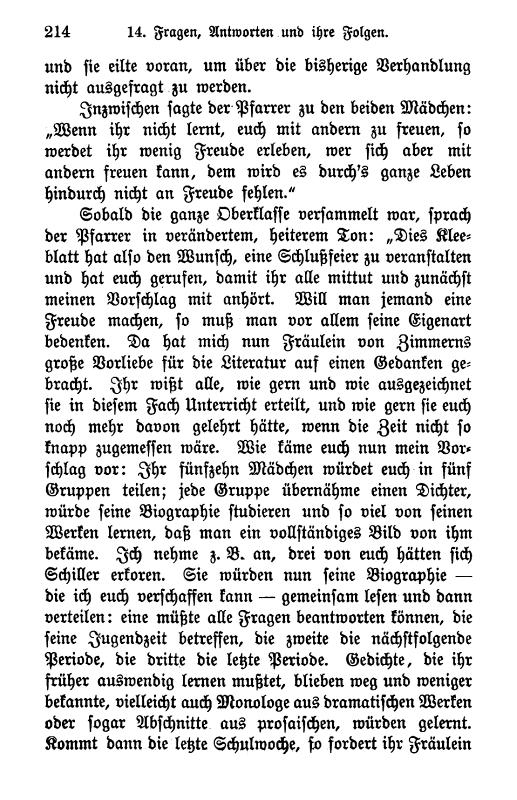 214 14. Fragen, Antworten und ihre Folgen.
und sie eilte voran, um über die bisherige Verhandlung
nicht ausgefragt zu werden.
Inzwischen sagte der Pfarrer zu den beiden Mädchen:
„Wenn ihr nicht lernt, euch mit andern zu freuen, so
werdet ihr wenig Freude erleben, wer sich aber mit
andern freuen kann, dem wird es durch's ganze Leben
hindurch nicht an Freude fehlen.“
Sobald die ganze Oberklasse versammelt war, sprach
der Pfarrer in verändertem, heiterem Ton: „Dies Klee-
blatt hat also den Wunsch, eine Schlußfeier zu veranstalten
und hat euch gerufen, damit ihr alle mittut und zunächst
meinen Vorschlag mit anhört. Will man jemand eine
Freude machen, so muß man vor allem seine Eigenart
bedenken. Da hat mich nun Fräulein von Zimmerns
große Vorliebe für die Literatur auf einen Gedanken ge-
bracht. Ihr wißt alle, wie gern und wie ausgezeichnet
sie in diesem Fach Unterricht erteilt, und wie gern sie euch
noch mehr davon gelehrt hätte, wenn die Zeit nicht so
knapp zugemessen wäre. Wie käme euch nun mein Vor-
schlag vor: Ihr fünfzehn Mädchen würdet euch in fünf
Gruppen teilen; jede Gruppe übernähme einen Dichter,
würde seine Biographie studieren und so viel von seinen
Werken lernen, daß man ein vollständiges Bild von ihm
bekäme. Ich nehme z. B. an, drei von euch hätten sich
Schiller erkoren. Sie würden nun seine Biographie —
die ich euch verschaffen kann — gemeinsam lesen und dann
verteilen: eine müßte alle Fragen beantworten können, die
seine Jugendzeit betreffen, die zweite die nächstfolgende
Periode, die dritte die letzte Periode. Gedichte, die ihr
früher auswendig lernen mußtet, blieben weg und weniger
bekannte, vielleicht auch Monologe aus dramatischen Werken
oder sogar Abschnitte aus prosaischen, würden gelernt.
Kommt dann die letzte Schulwoche, so fordert ihr Fräulein